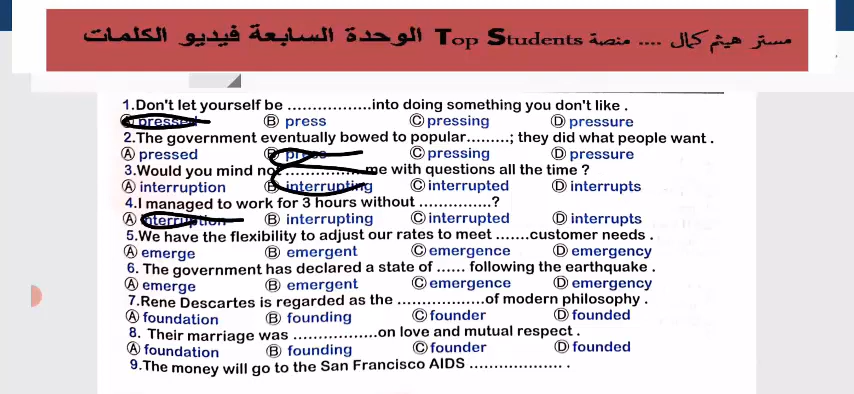 مستر هيثم كمال .... منصة Top Students الوحدة السابعة فيديو الكلمات
1.Don't let yourself be .................into doing something you don't like .
Ⓐ pressed Ⓑ press Ⓒ pressing Ⓓ pressure
2.The government eventually bowed to popular.........; they did what people want .
Ⓐ pressed Ⓑ press Ⓒ pressing Ⓓ pressure
3.Would you mind not ................me with questions all the time ?
Ⓐ interruption Ⓑ interrupting Ⓒ interrupted Ⓓ interrupts
4.I managed to work for 3 hours without ...............?
Ⓐ interruption Ⓑ interrupting Ⓒ interrupted Ⓓ interrupts
5.We have the flexibility to adjust our rates to meet .......customer needs .
Ⓐ emerge Ⓑ emergent Ⓒ emergence Ⓓ emergency
6. The government has declared a state of ...... following the earthquake .
Ⓐ emerge Ⓑ emergent Ⓒ emergence Ⓓ emergency
7.Rene Descartes is regarded as the ..................of modern philosophy .
Ⓐ foundation Ⓑ founding Ⓒ founder Ⓓ founded
8. Their marriage was .................on love and mutual respect .
Ⓐ foundation Ⓑ founding Ⓒ founder Ⓓ founded
9.The money will go to the San Francisco AIDS ................... .